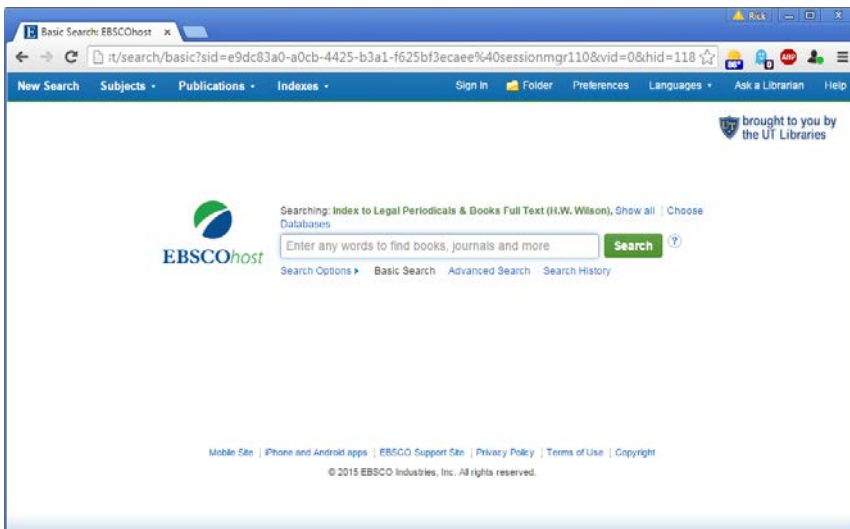 Basic Search: EBSCOhost
Rick
:t/search/basic?sid=e9dc83a0-a0cb-4425-b3a1-f625bf3ecaee%40sessionmgr110&vid=0&hid=118
New Search Subjects Publications Indexes Sign In Folder Preferences Languages Ask a Librarian Help
brought to you by
the UT Libraries
Searching: Index to Legal Periodicals & Books Full Text (H.W. Wilson), Show all | Choose
Databases
Enter any words to find books, journals and more Search ?
EBSCOhost
Search Options Basic Search Advanced Search Search History
Mobile Site | iPhone and Android apps | EBSCO Support Site | Privacy Policy | Terms of Use | Copyright
© 2015 EBSCO Industries, Inc. All rights reserved.